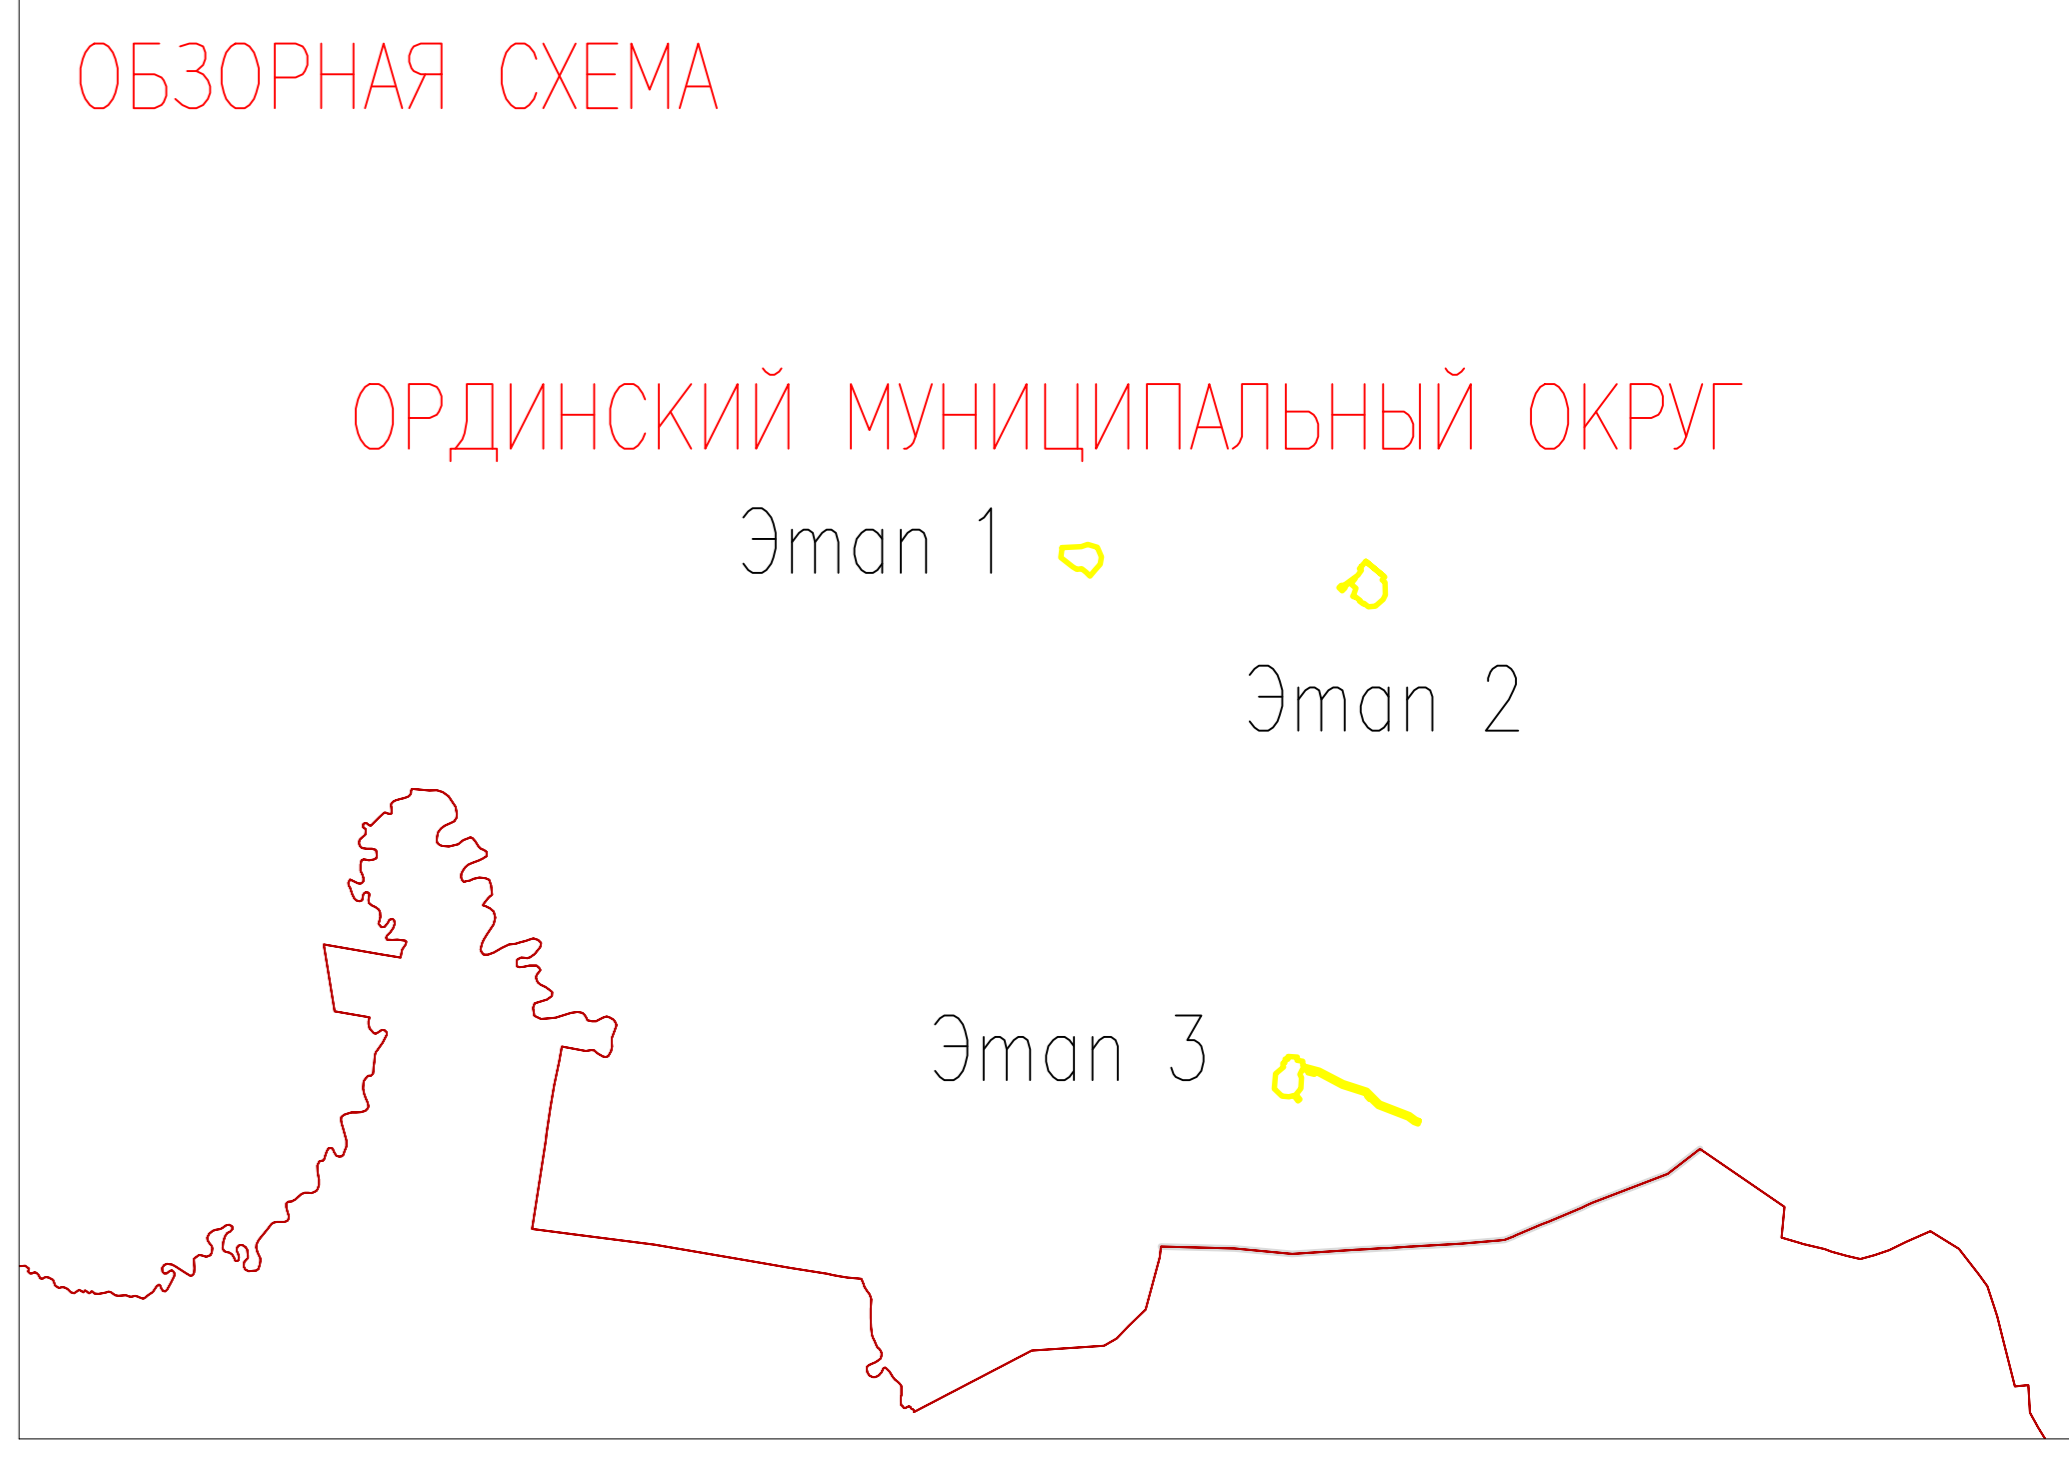 ОБЗОРНАЯ СХЕМА
ОРДИНСКИЙ МУНИЦИПАЛЬНЫЙ ОКРУГ
Этап 1
Этап 2
Этап 3